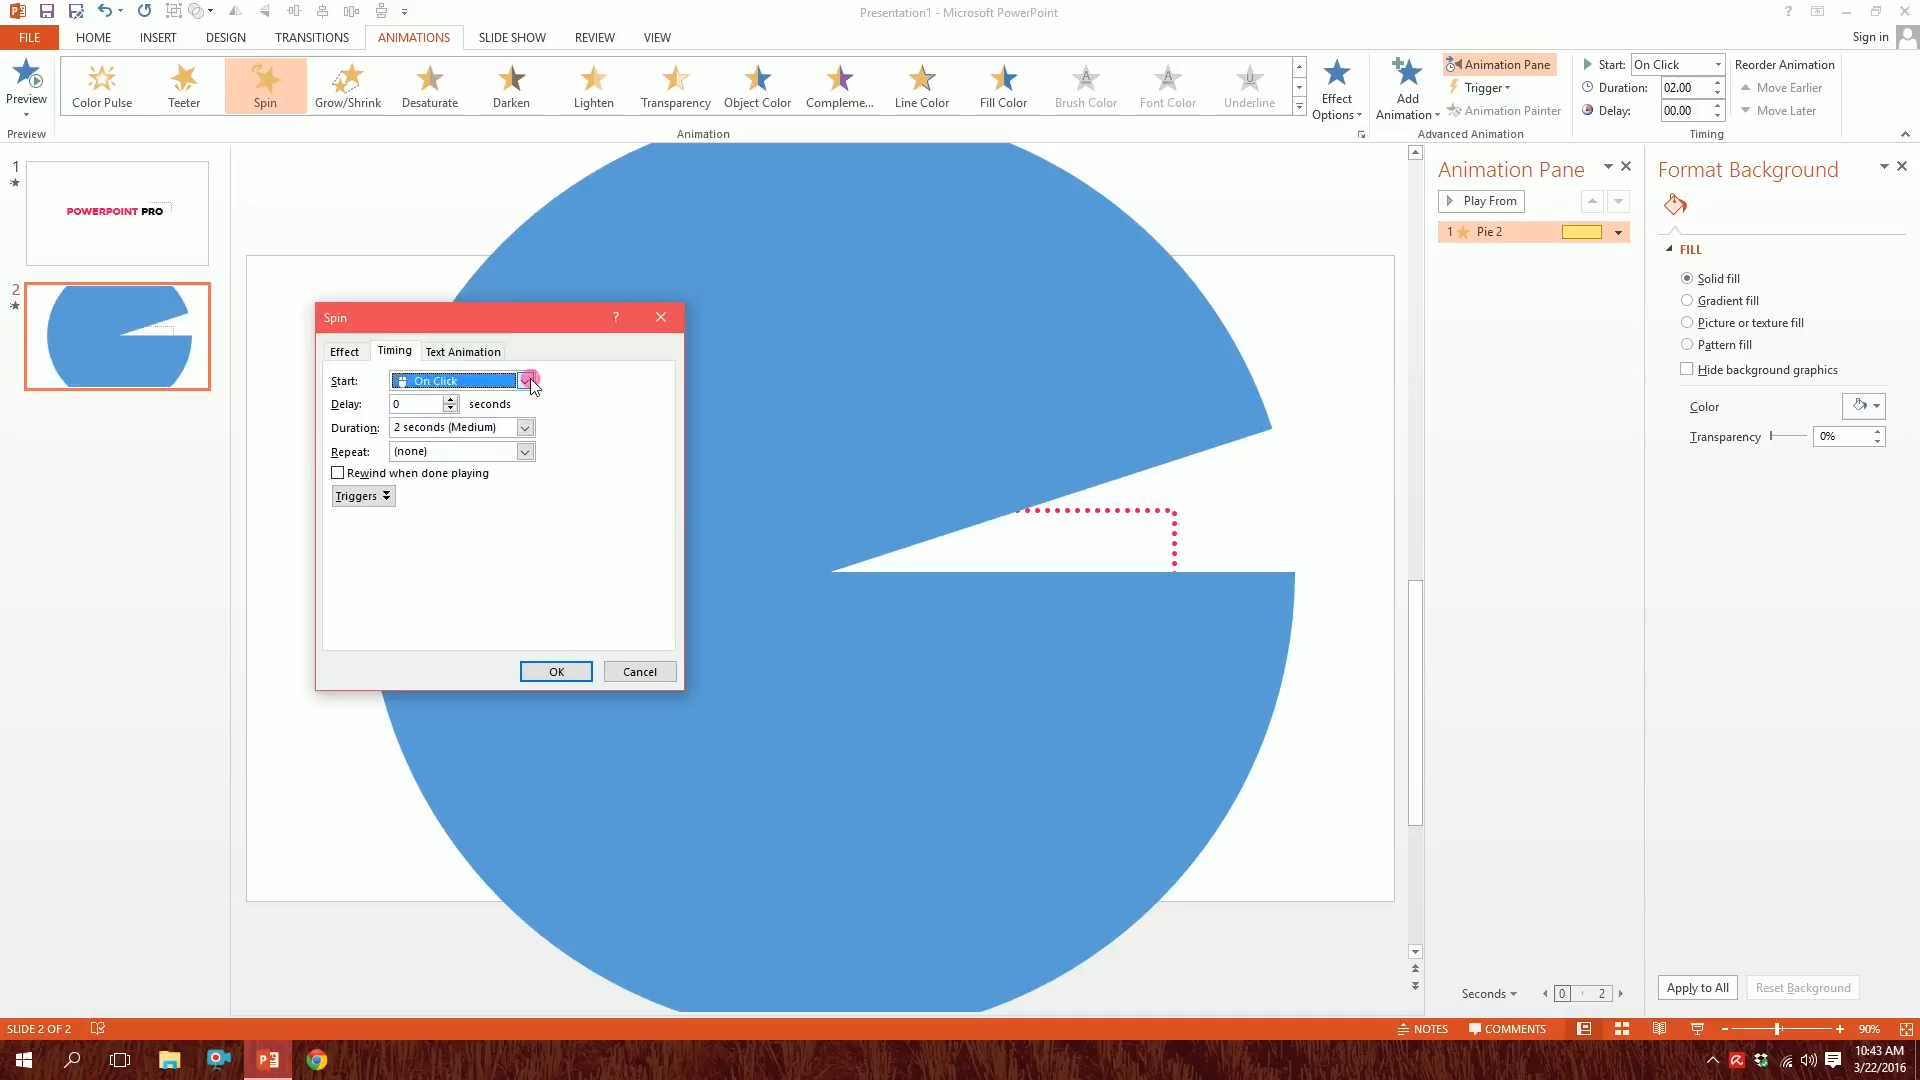 Presentation1 - Microsoft PowerPoint
?
FILE HOME INSERT DESIGN TRANSITIONS ANIMATIONS SLIDE SHOW REVIEW VIEW Sign in
Preview
Color Pulse Teeter Spin Grow/Shrink Desaturate Darken Lighten Transparency Object Color Compleme... Line Color Fill Color Brush Color Font Color Underline
Effect Options
Add Animation
Animation Pane
Trigger
Animation Painter
Start: On Click
Duration: 02.00
Delay: 00.00
Reorder Animation
Move Earlier
Move Later
Preview Animation Advanced Animation Timing
1
POWERPOINT PRO
2
Spin ?
Effect Timing Text Animation
Start: On Click
Delay: 0 seconds
Duration: 2 seconds (Medium)
Repeat: (none)
Rewind when done playing
Triggers
OK Cancel
Animation Pane
Play From
1 Pie 2
Seconds 0 2
Format Background
FILL
Solid fill
Gradient fill
Picture or texture fill
Pattern fill
Hide background graphics
Color
Transparency 0%
Apply to All Reset Background
SLIDE 2 OF 2 NOTES COMMENTS 90%
10:43 AM
3/22/2016